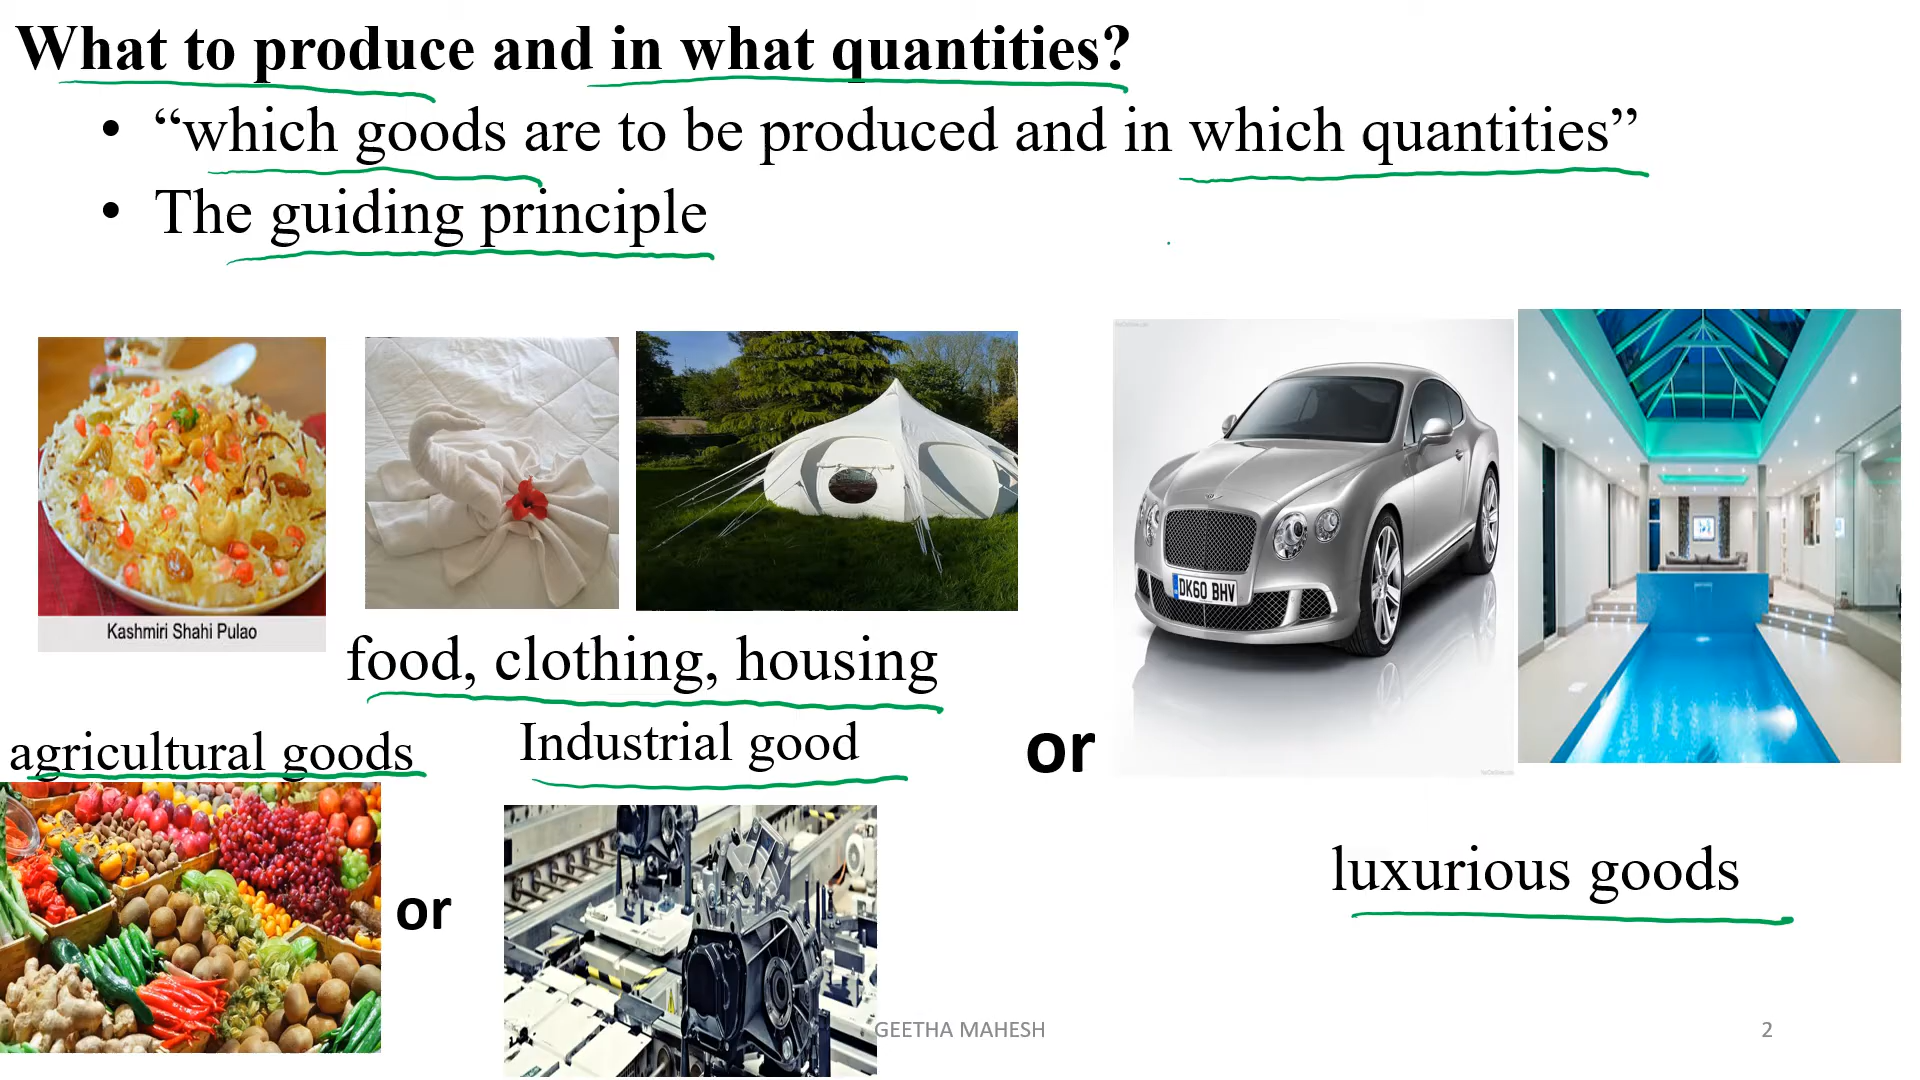 What to produce and in what quantities?
• “which goods are to be produced and in which quantities”
• The guiding principle
Kashmiri Shahi Pulao
food, clothing, housing
DK60 BHV
agricultural goods
Industrial good
or
or
luxurious goods
GEETHA MAHESH
2